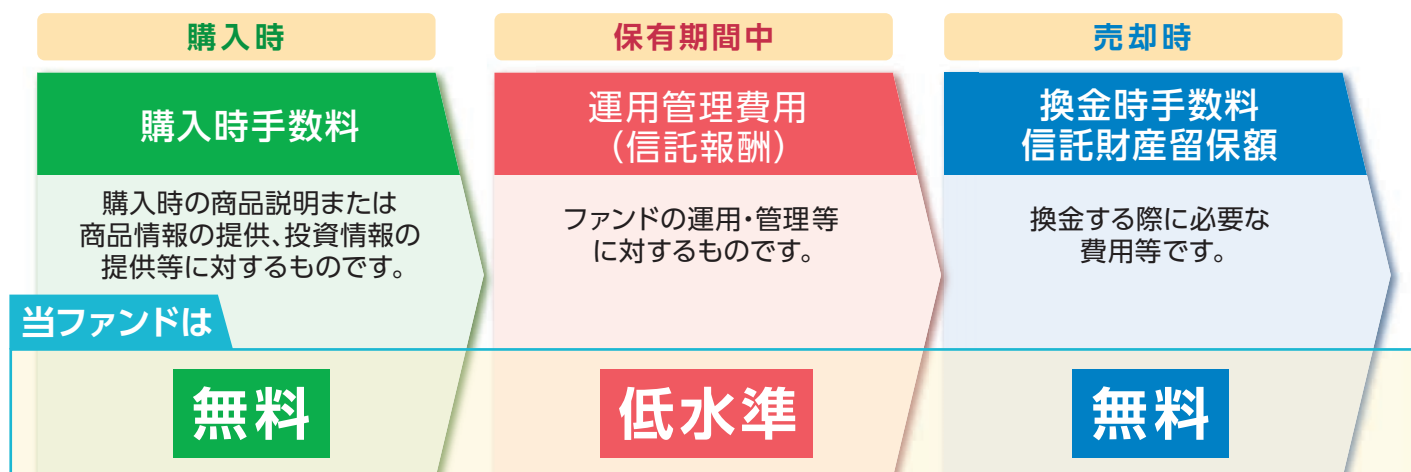 購入時
購入時手数料
購入時の商品説明または
商品情報の提供、投資情報の
提供等に対するものです。
保有期間中
運用管理費用
（信託報酬）
ファンドの運用・管理等
に対するものです。
売却時
換金時手数料
信託財産留保額
換金する際に必要な
費用等です。
当ファンドは
無料
低水準
無料